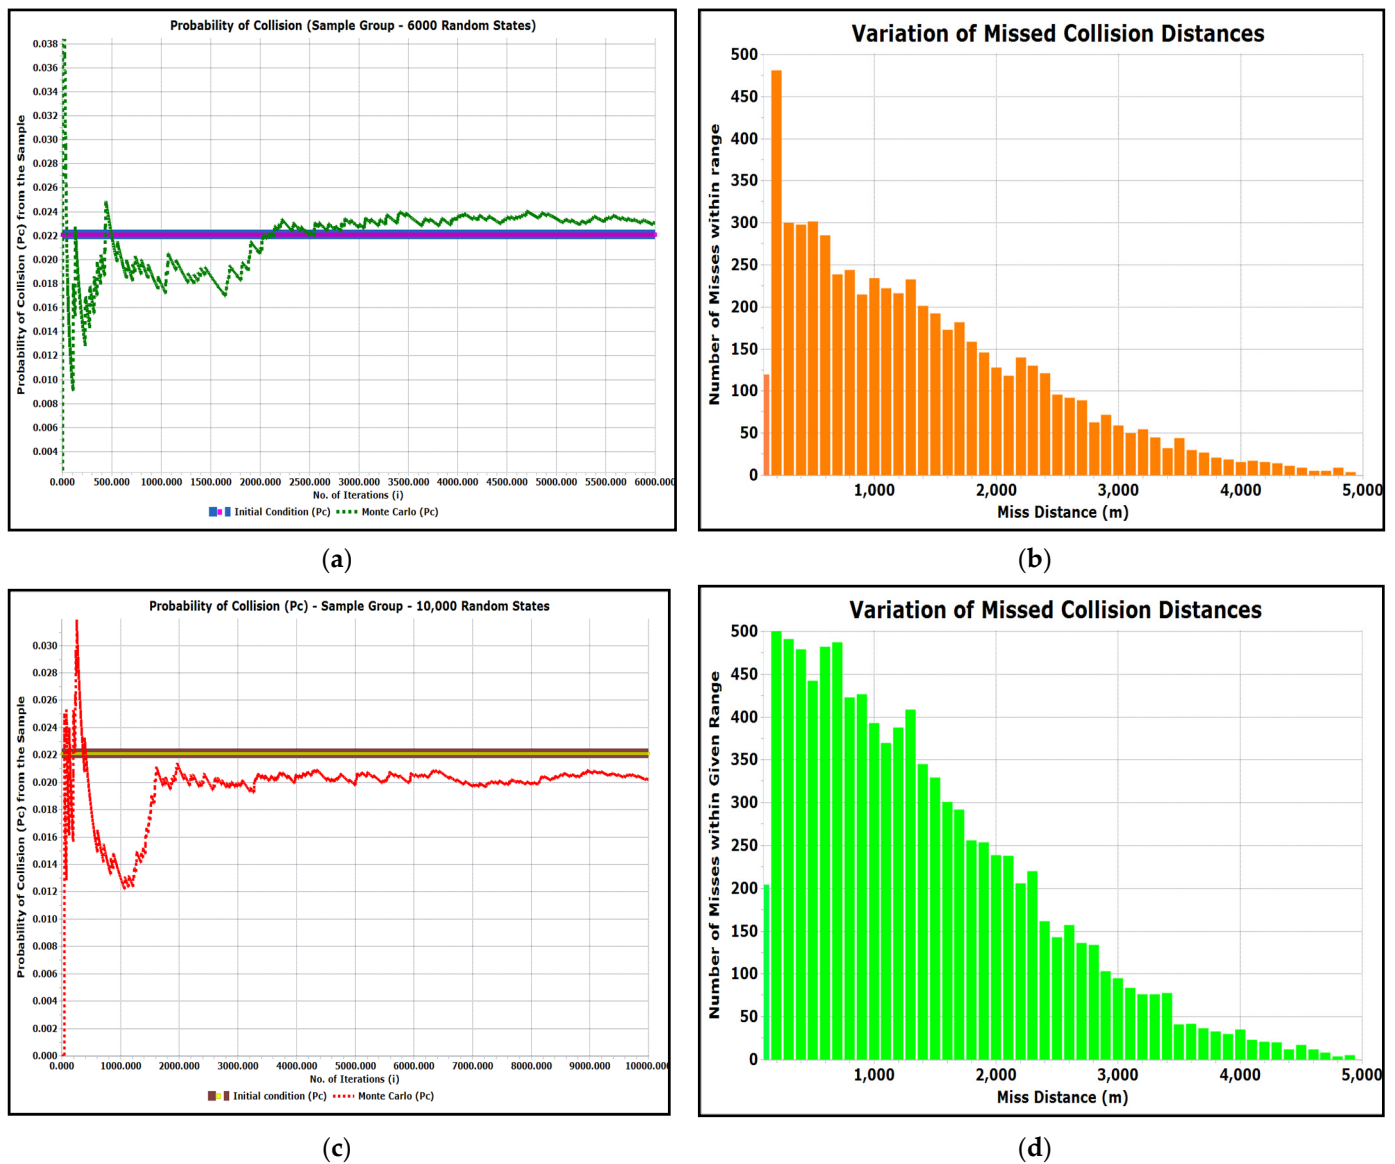 Probability of Collision (Sample Group - 6000 Random States)
Probability of Collision (Pc) from the Sample
0.038
0.036
0.034
0.032
0.030
0.028
0.026
0.024
0.022
0.020
0.018
0.016
0.014
0.012
0.010
0.008
0.006
0.004
0.000 500.000 1000.000 1500.000 2000.000 2500.000 3000.000 3500.000 4000.000 4500.000 5000.000 5500.000 6000.000
No. of Iterations (i)
Initial Condition (Pc) Monte Carlo (Pc)
(a)
Variation of Missed Collision Distances
Number of Misses within range
500
450
400
350
300
250
200
150
100
50
0
1,000 2,000 3,000 4,000 5,000
Miss Distance (m)
(b)
Probability of Collision (Pc) - Sample Group - 10,000 Random States
Probability of Collision (Pc) from the Sample
0.030
0.028
0.026
0.024
0.022
0.020
0.018
0.016
0.014
0.012
0.010
0.008
0.006
0.004
0.002
0.000
0.000 1000.000 2000.000 3000.000 4000.000 5000.000 6000.000 7000.000 8000.000 9000.000 10000.000
No. of Iterations (i)
Initial condition (Pc) Monte Carlo (Pc)
(c)
Variation of Missed Collision Distances
Number of Misses within Given Range
500
450
400
350
300
250
200
150
100
50
0
1,000 2,000 3,000 4,000 5,000
Miss Distance (m)
(d)